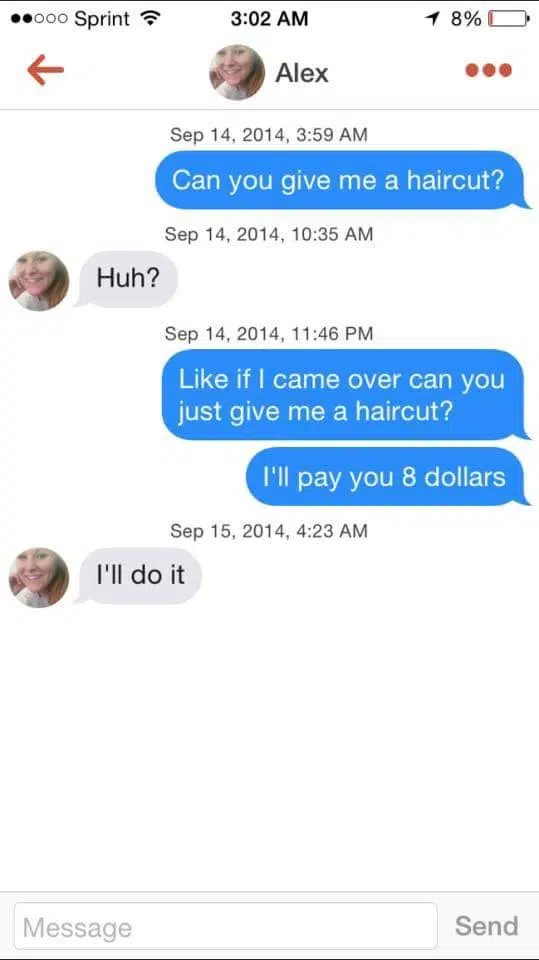 Sprint 3:02 AM 8%
Alex
Sep 14, 2014, 3:59 AM
Can you give me a haircut?
Sep 14, 2014, 10:35 AM
Huh?
Sep 14, 2014, 11:46 PM
Like if I came over can you
just give me a haircut?
I'll pay you 8 dollars
Sep 15, 2014, 4:23 AM
I'll do it
Message Send